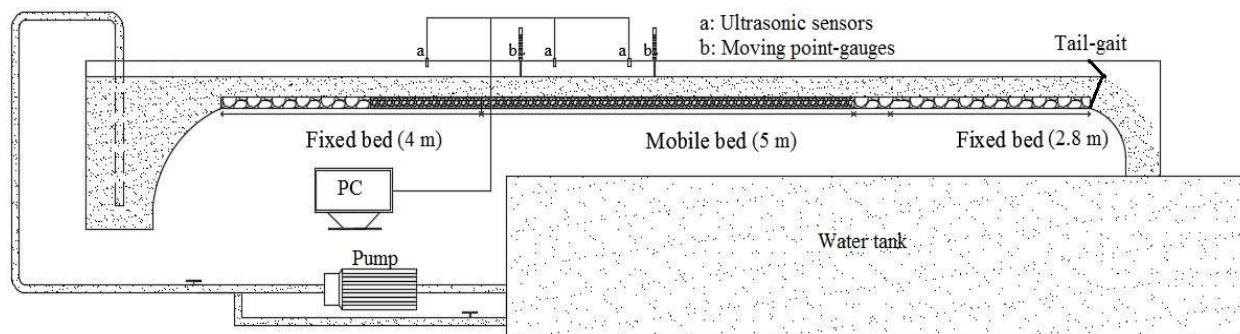 a: Ultrasonic sensors
b: Moving point-gauges
Tail-gait
a
b
a
a
b
Fixed bed (4 m)
Mobile bed (5 m)
Fixed bed (2.8 m)
PC
Water tank
Pump